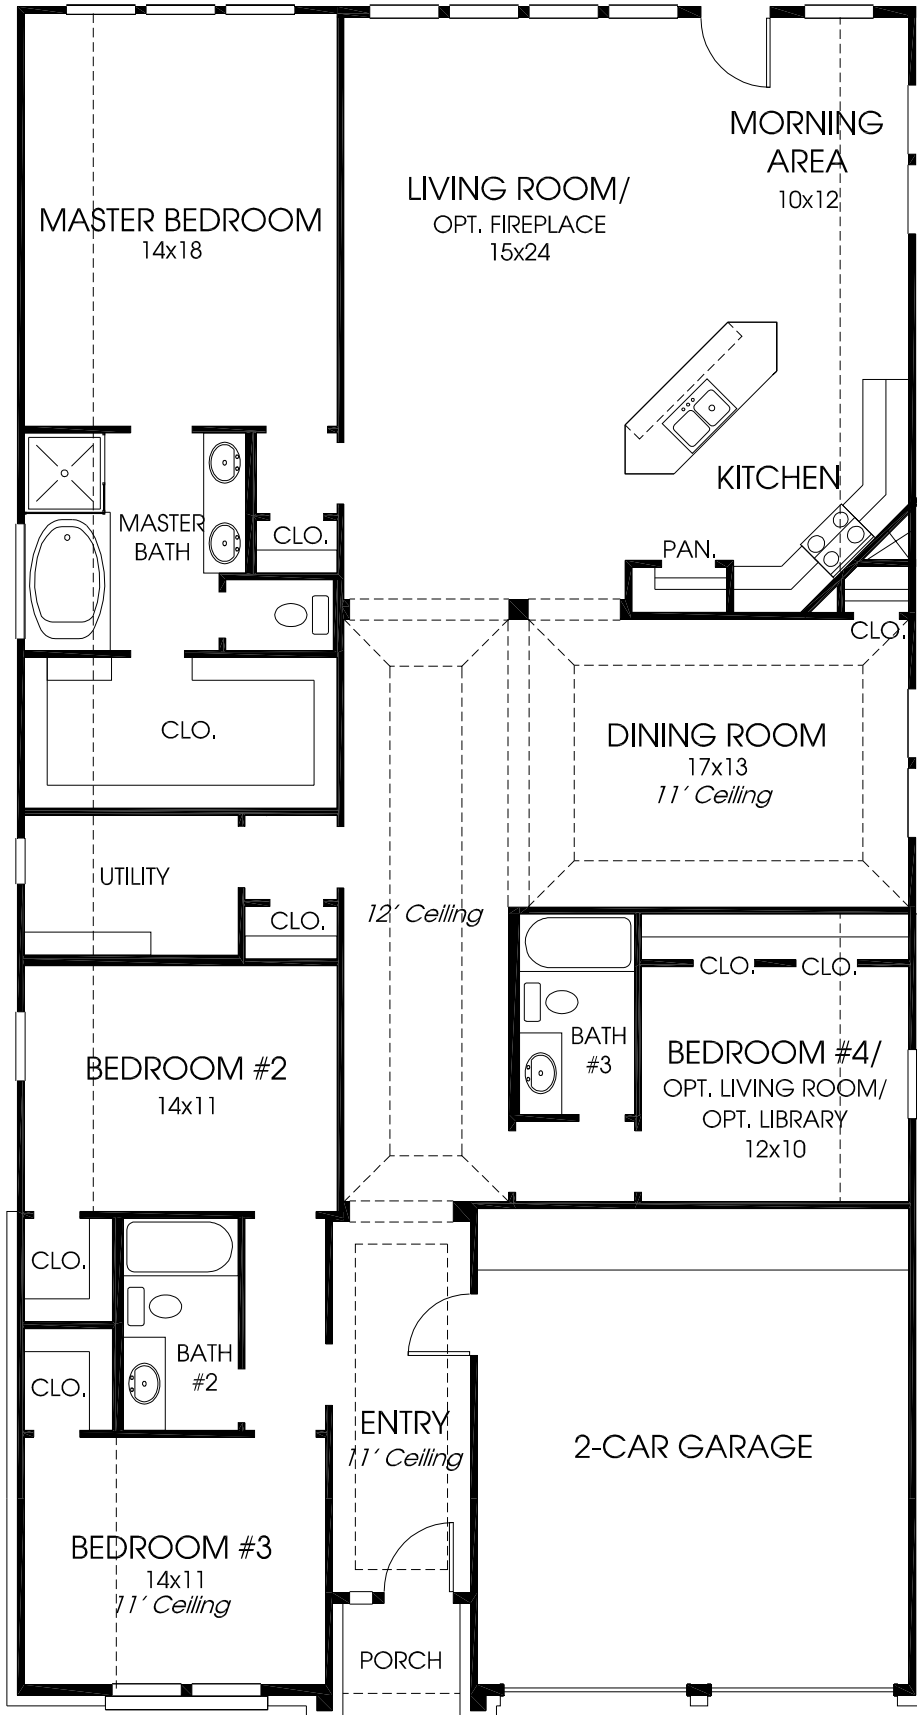 MASTER BEDROOM
14x18
LIVING ROOM/
OPT. FIREPLACE
15x24
MORNING
AREA
10x12
KITCHEN
MASTER
BATH
CLO.
PAN.
CLO.
CLO.
DINING ROOM
17x13
11' Ceiling
UTILITY
CLO.
12' Ceiling
CLO.
CLO.
BATH
#3
BEDROOM #4/
OPT. LIVING ROOM/
OPT. LIBRARY
12x10
BEDROOM #2
14x11
CLO.
BATH
#2
CLO.
ENTRY
11' Ceiling
2-CAR GARAGE
BEDROOM #3
14x11
11' Ceiling
PORCH